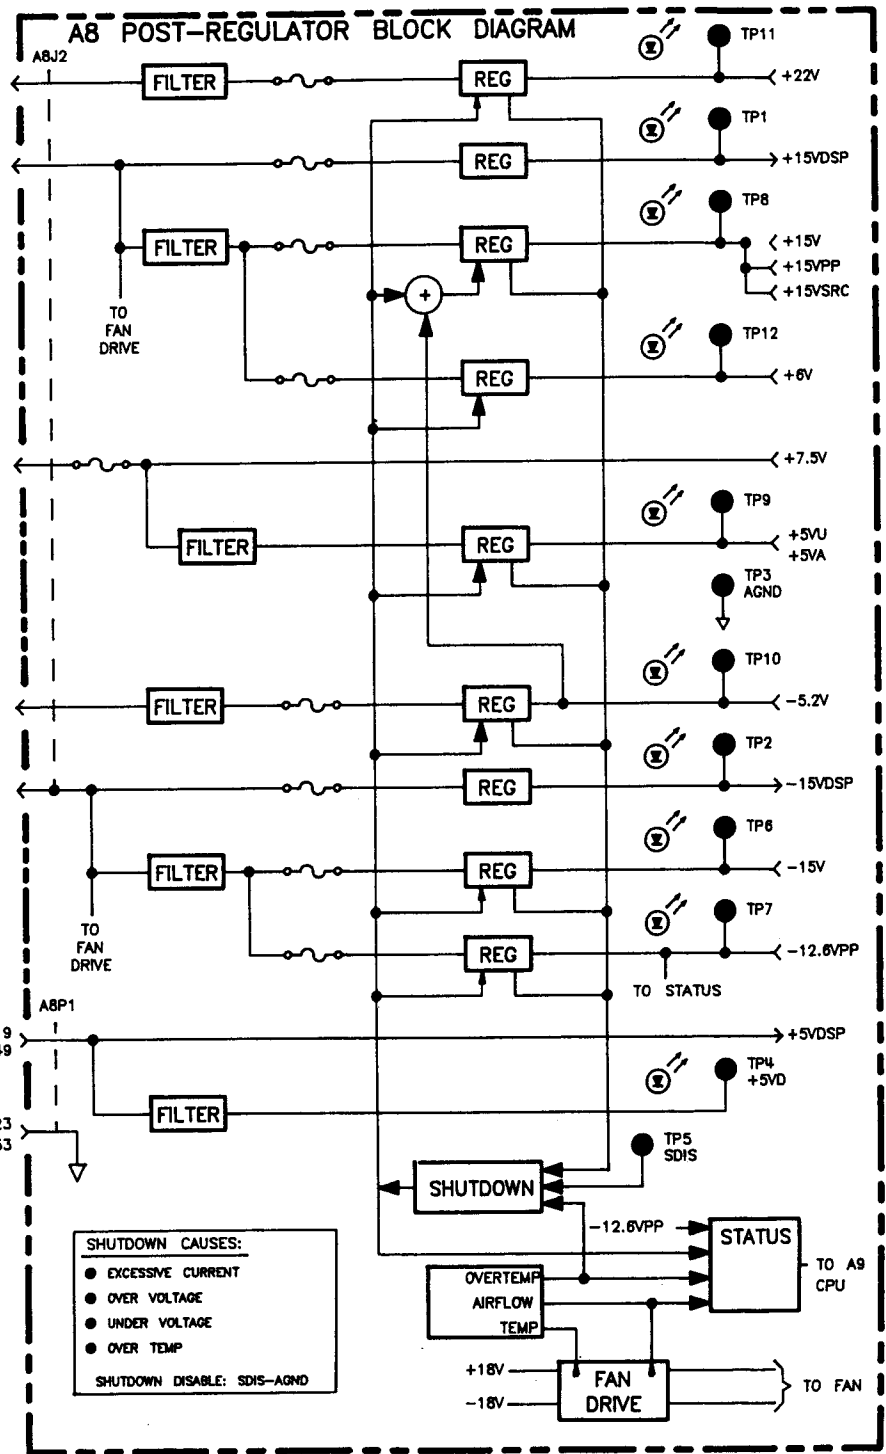 A8 POST-REGULATOR BLOCK DIAGRAM
A8J2
TP11
FILTER
REG
+22V
TP1
REG
+15VDSP
TP8
FILTER
REG
+15V
+15VPP
+15VSRC
+
TO
FAN
DRIVE
TP12
REG
+6V
+7.5V
TP9
FILTER
REG
+5VU
+5VA
TP3
AGND
TP10
FILTER
REG
-5.2V
TP2
REG
-15VDSP
TP6
FILTER
REG
-15V
TP7
TO
FAN
DRIVE
REG
-12.6VPP
TO STATUS
A8P1
9
49
+5VDSP
TP4
+5VD
FILTER
23
63
TP5
SDIS
SHUTDOWN
-12.6VPP
STATUS
TO A9
CPU
SHUTDOWN CAUSES:
EXCESSIVE CURRENT
OVER VOLTAGE
UNDER VOLTAGE
OVER TEMP
SHUTDOWN DISABLE: SDIS-AGND
OVERTEMP
AIRFLOW
TEMP
+18V
-18V
FAN
DRIVE
TO FAN